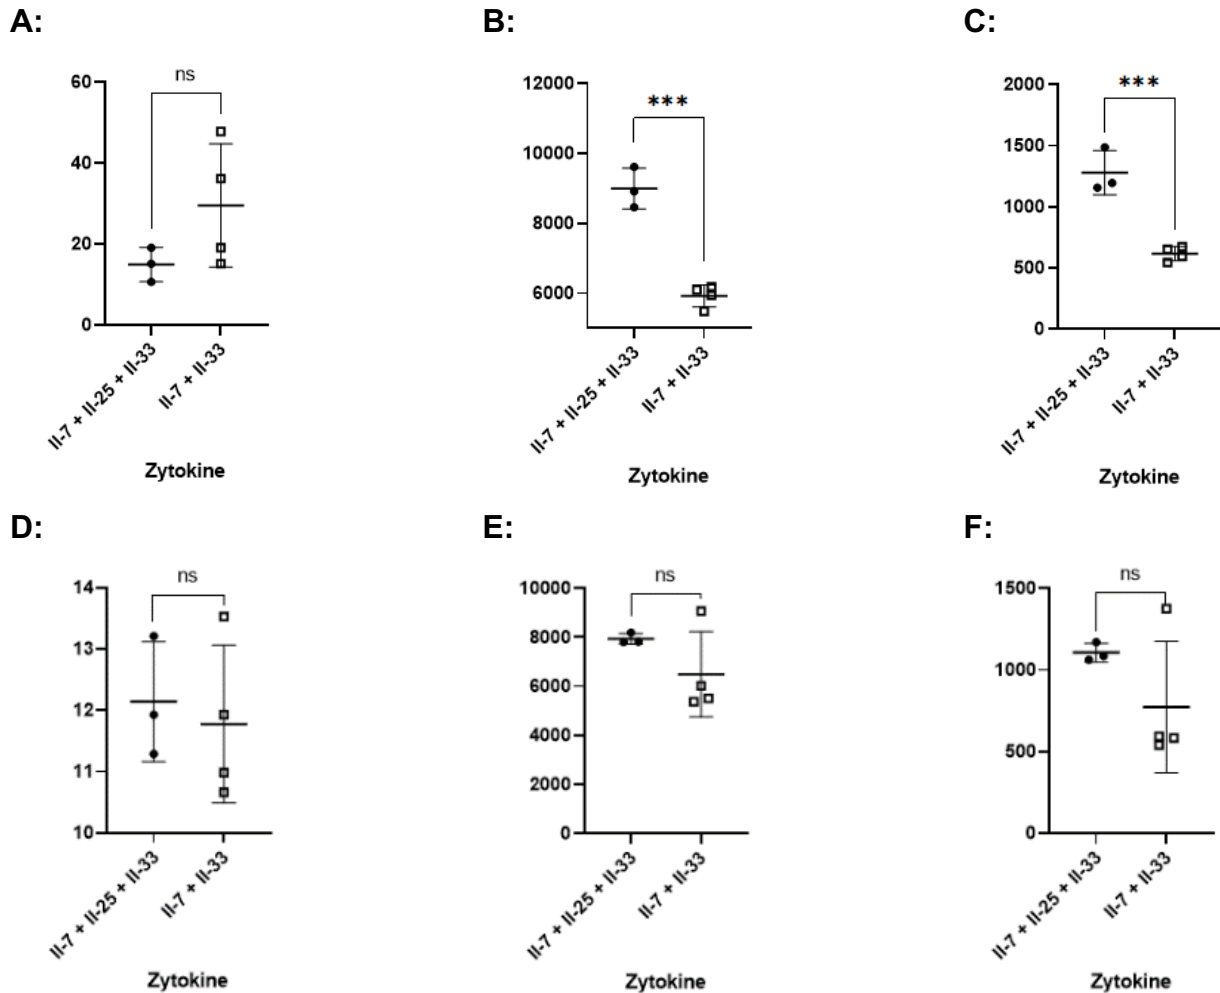 A:
B:
C:
ns
60
40
20
0
Il-7 + Il-25 + Il-33
Il-7 + Il-33
Zytokine
***
12000
10000
8000
6000
Il-7 + Il-25 + Il-33
Il-7 + Il-33
Zytokine
***
2000
1500
1000
500
0
Il-7 + Il-25 + Il-33
Il-7 + Il-33
Zytokine
D:
E:
F:
ns
14
13
12
11
10
Il-7 + Il-25 + Il-33
Il-7 + Il-33
Zytokine
ns
10000
8000
6000
4000
2000
0
Il-7 + Il-25 + Il-33
Il-7 + Il-33
Zytokine
ns
1500
1000
500
0
Il-7 + Il-25 + Il-33
Il-7 + Il-33
Zytokine